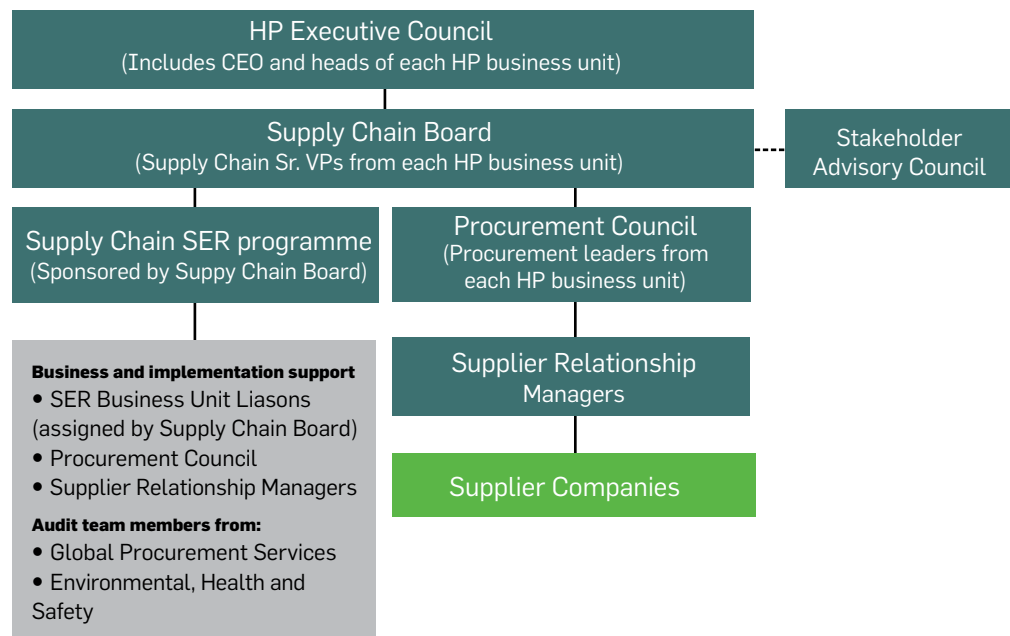 HP Executive Council
(Includes CEO and heads of each HP business unit)
Supply Chain Board
(Supply Chain Sr. VPs from each HP business unit)
Stakeholder
Advisory Council
Supply Chain SER programme
(Sponsored by Suppy Chain Board)
Procurement Council
(Procurement leaders from
each HP business unit)
Business and implementation support
• SER Business Unit Liasons
(assigned by Supply Chain Board)
• Procurement Council
• Supplier Relationship Managers
Audit team members from:
• Global Procurement Services
• Environmental, Health and
Safety
Supplier Relationship
Managers
Supplier Companies